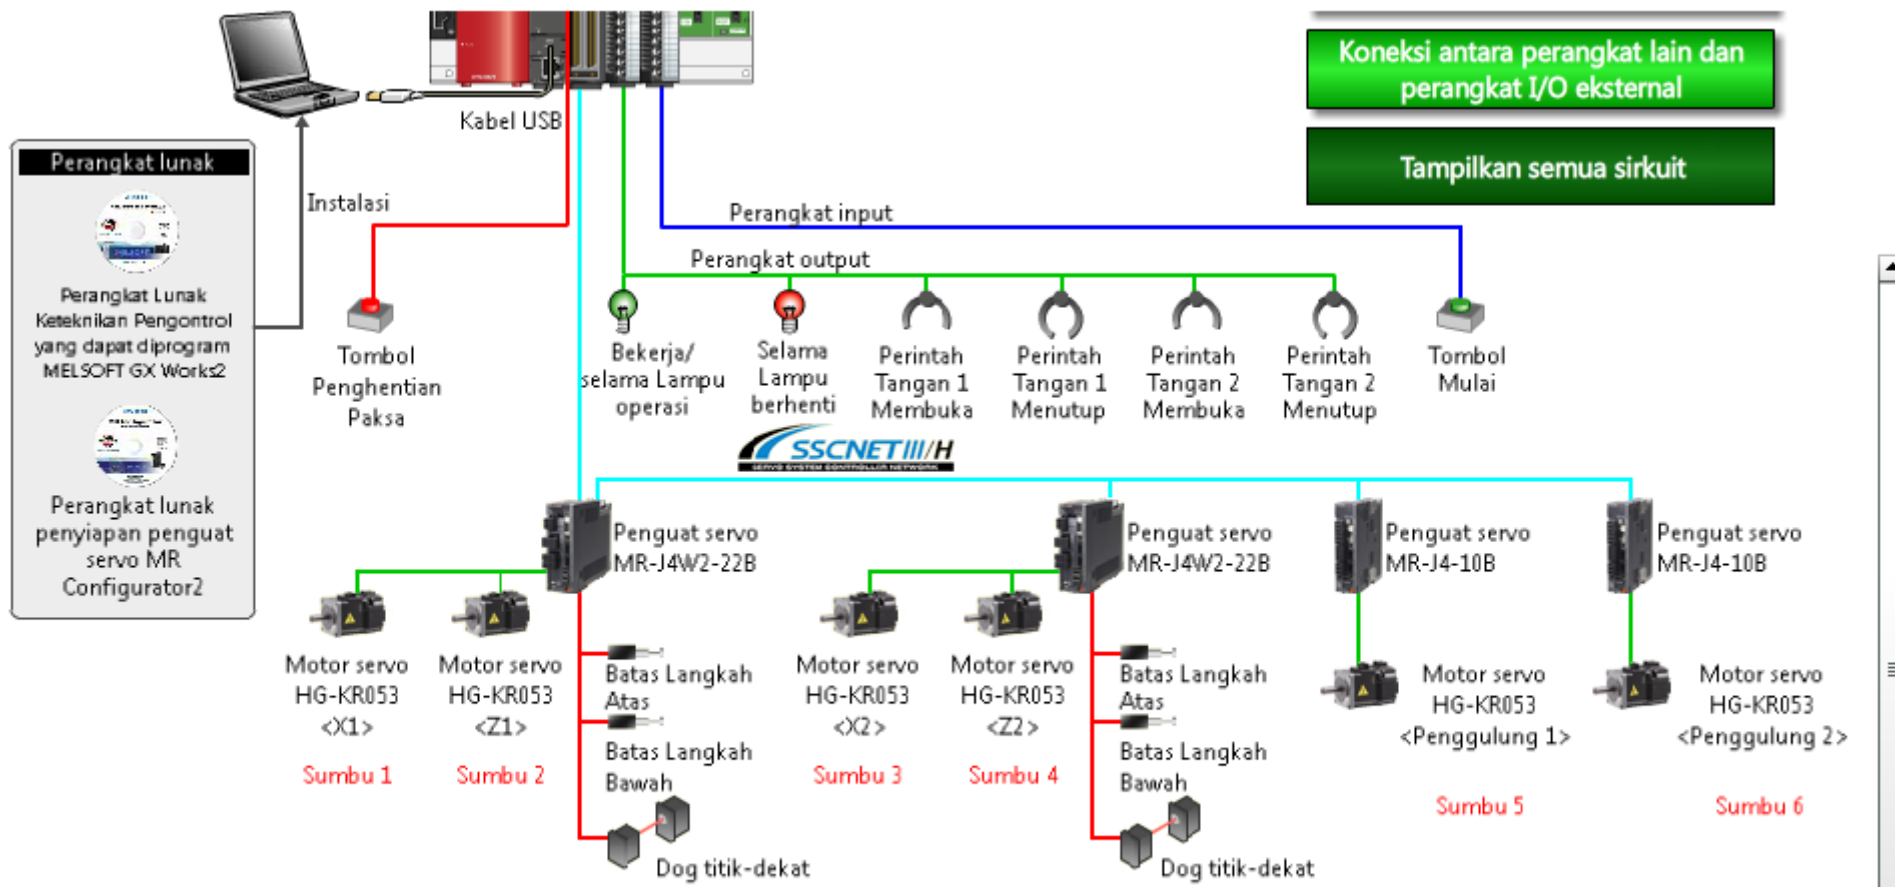 Koneksi antara perangkat lain dan
perangkat I/O eksternal
Tampilkan semua sirkuit
Kabel USB
Perangkat lunak
Instalasi
Perangkat Lunak
Keteknikan Pengontrol
yang dapat diprogram
MELSOFT GX Works2
Perangkat lunak
penyiapan penguat
servo MR
Configurator2
Perangkat input
Perangkat output
Tombol
Penghentian
Paksa
Bekerja/
selama Lampu
operasi
Selama
Lampu
berhenti
Perintah
Tangan 1
Membuka
Perintah
Tangan 1
Menutup
Perintah
Tangan 2
Membuka
Perintah
Tangan 2
Menutup
Tombol
Mulai
SSCNET III/H
SERVO SYSTEM CONTROLLER NETWORK
Penguat servo
MR-J4W2-22B
Penguat servo
MR-J4W2-22B
Penguat servo
MR-J4-10B
Penguat servo
MR-J4-10B
Motor servo
HG-KR053
<X1>
Sumbu 1
Motor servo
HG-KR053
<Z1>
Sumbu 2
Batas Langkah
Atas
Batas Langkah
Bawah
Dog titik-dekat
Motor servo
HG-KR053
<X2>
Sumbu 3
Motor servo
HG-KR053
<Z2>
Sumbu 4
Batas Langkah
Atas
Batas Langkah
Bawah
Dog titik-dekat
Motor servo
HG-KR053
<Penggulung 1>
Sumbu 5
Motor servo
HG-KR053
<Penggulung 2>
Sumbu 6